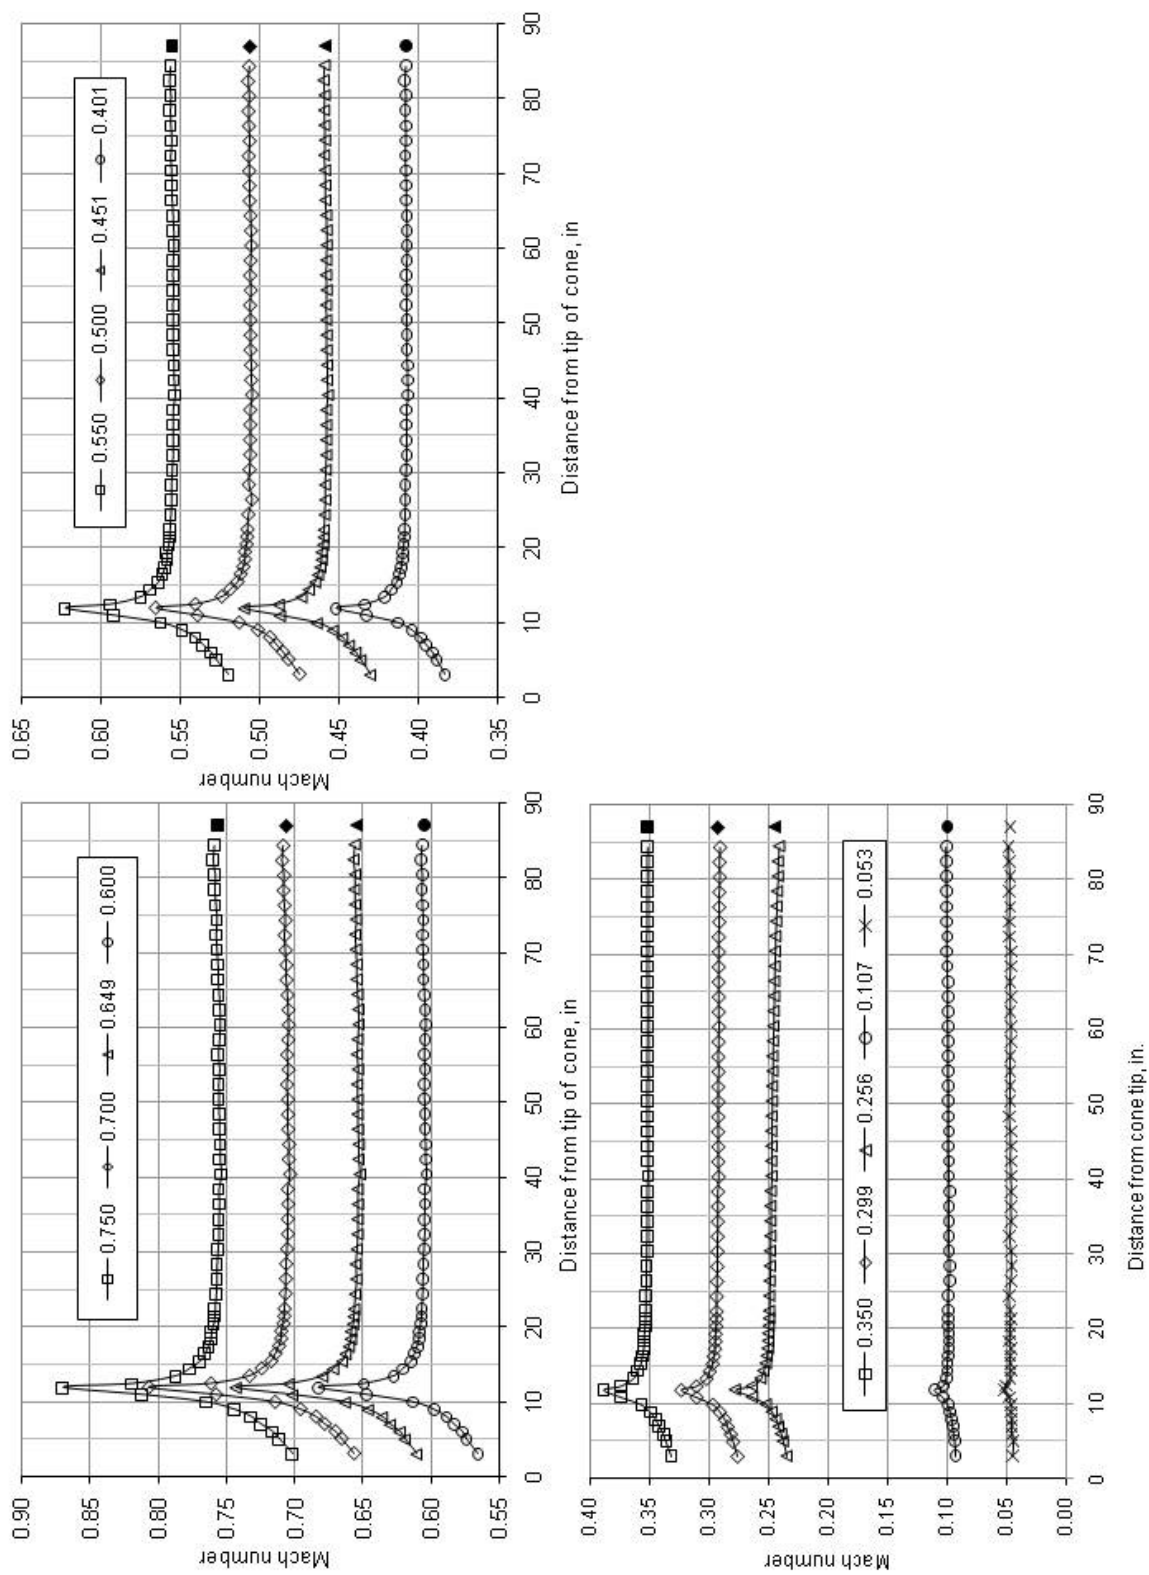 Mach number
0.90
0.85
0.80
0.75
0.70
0.65
0.60
0.55
0.50
0.750 0.700 0.649 0.600
0 10 20 30 40 50 60 70 80 90
Distance from tip of cone, in
Mach number
0.65
0.60
0.55
0.50
0.45
0.40
0.35
0.550 0.500 0.451 0.401
0 10 20 30 40 50 60 70 80 90
Distance from tip of cone, in
Mach number
0.40
0.35
0.30
0.25
0.20
0.15
0.10
0.05
0.00
0.350 0.299 0.256 0.107 0.053
0 10 20 30 40 50 60 70 80 90
Distance from cone tip, in.